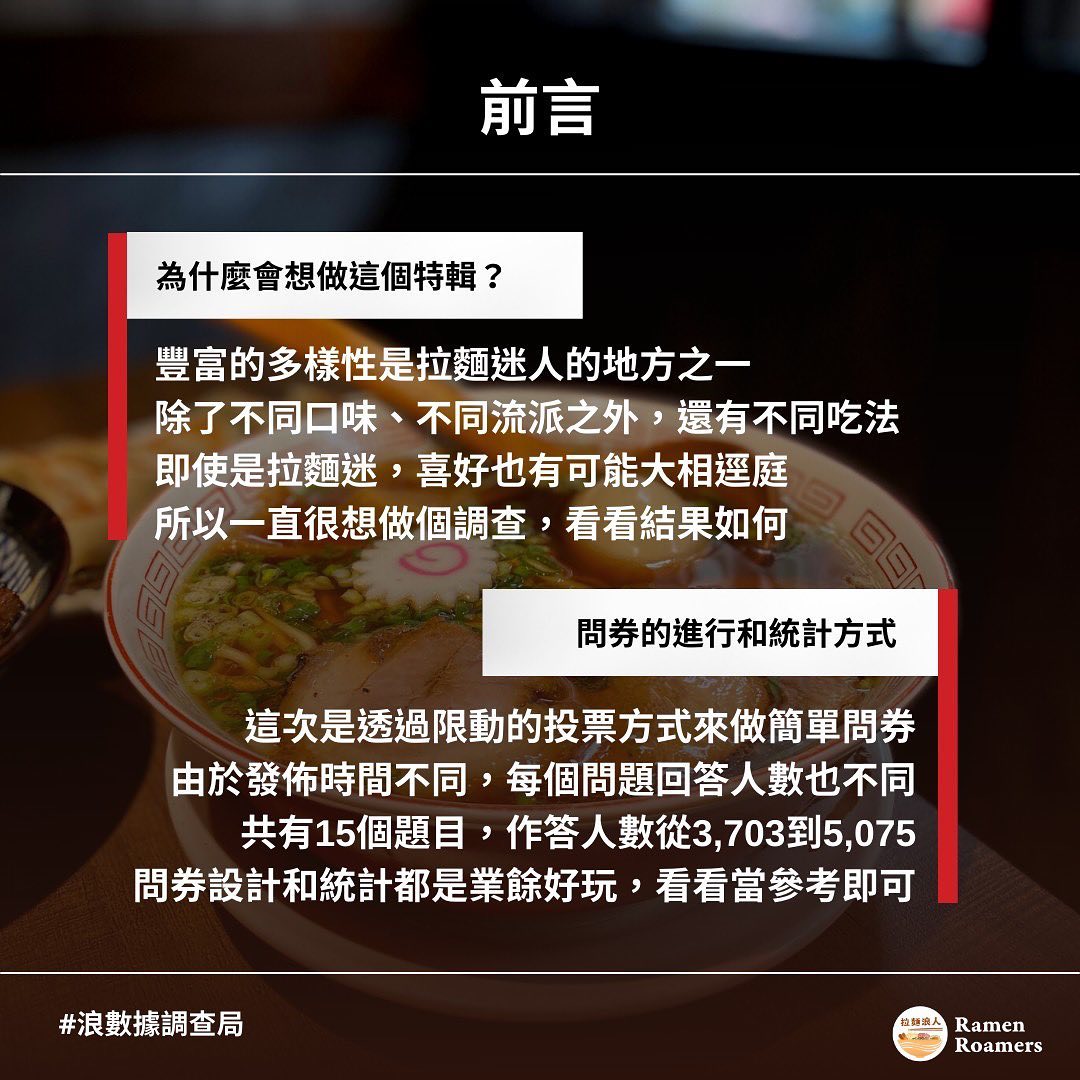 前言
為什麼會想做這個特輯？
豐富的多樣性是拉麵迷人的地方之一
除了不同口味、不同流派之外，還有不同吃法
即使是拉麵迷，喜好也有可能大相逕庭
所以一直很想做個調查，看看結果如何
問券的進行和統計方式
這次是透過限動的投票方式來做簡單問券
由於發佈時間不同，每個問題回答人數也不同
共有15個題目，作答人數從3,703到5,075
問券設計和統計都是業餘好玩，看看當參考即可
#浪數據調查局
拉麵浪人
Ramen
Roamers